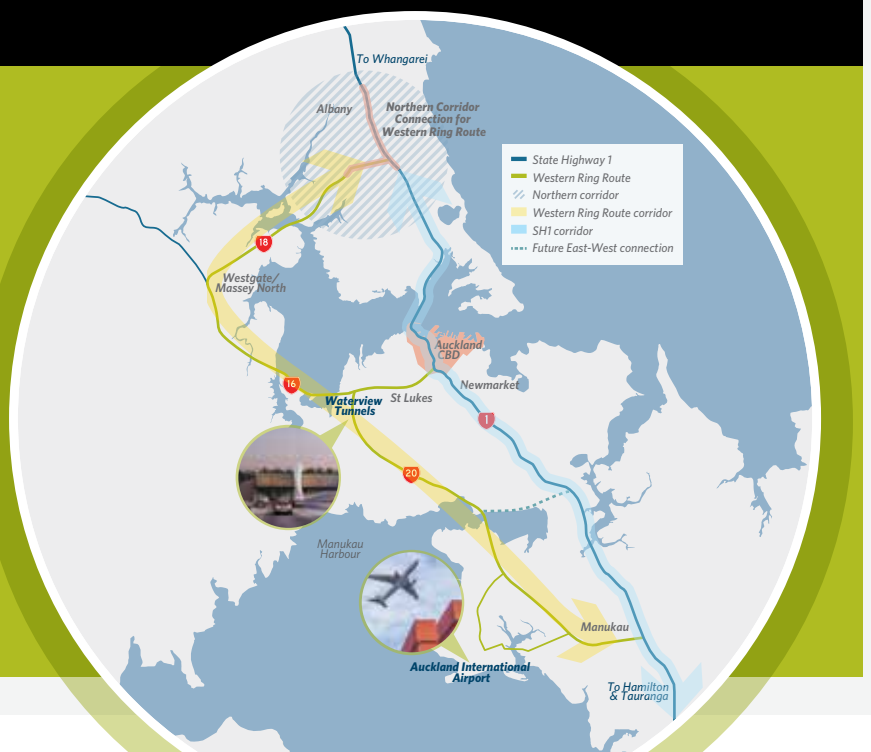 To Whangarei
Albany
Northern Corridor
Connection for
Western Ring Route
State Highway 1
Western Ring Route
Northern corridor
Western Ring Route corridor
SH1 corridor
Future East-West connection
18
Westgate/
Massey North
Auckland
CBD
16
Newmarket
Waterview
Tunnels
St Lukes
1
20
Manukau
Harbour
Manukau
Auckland International
Airport
To Hamilton
& Tauranga